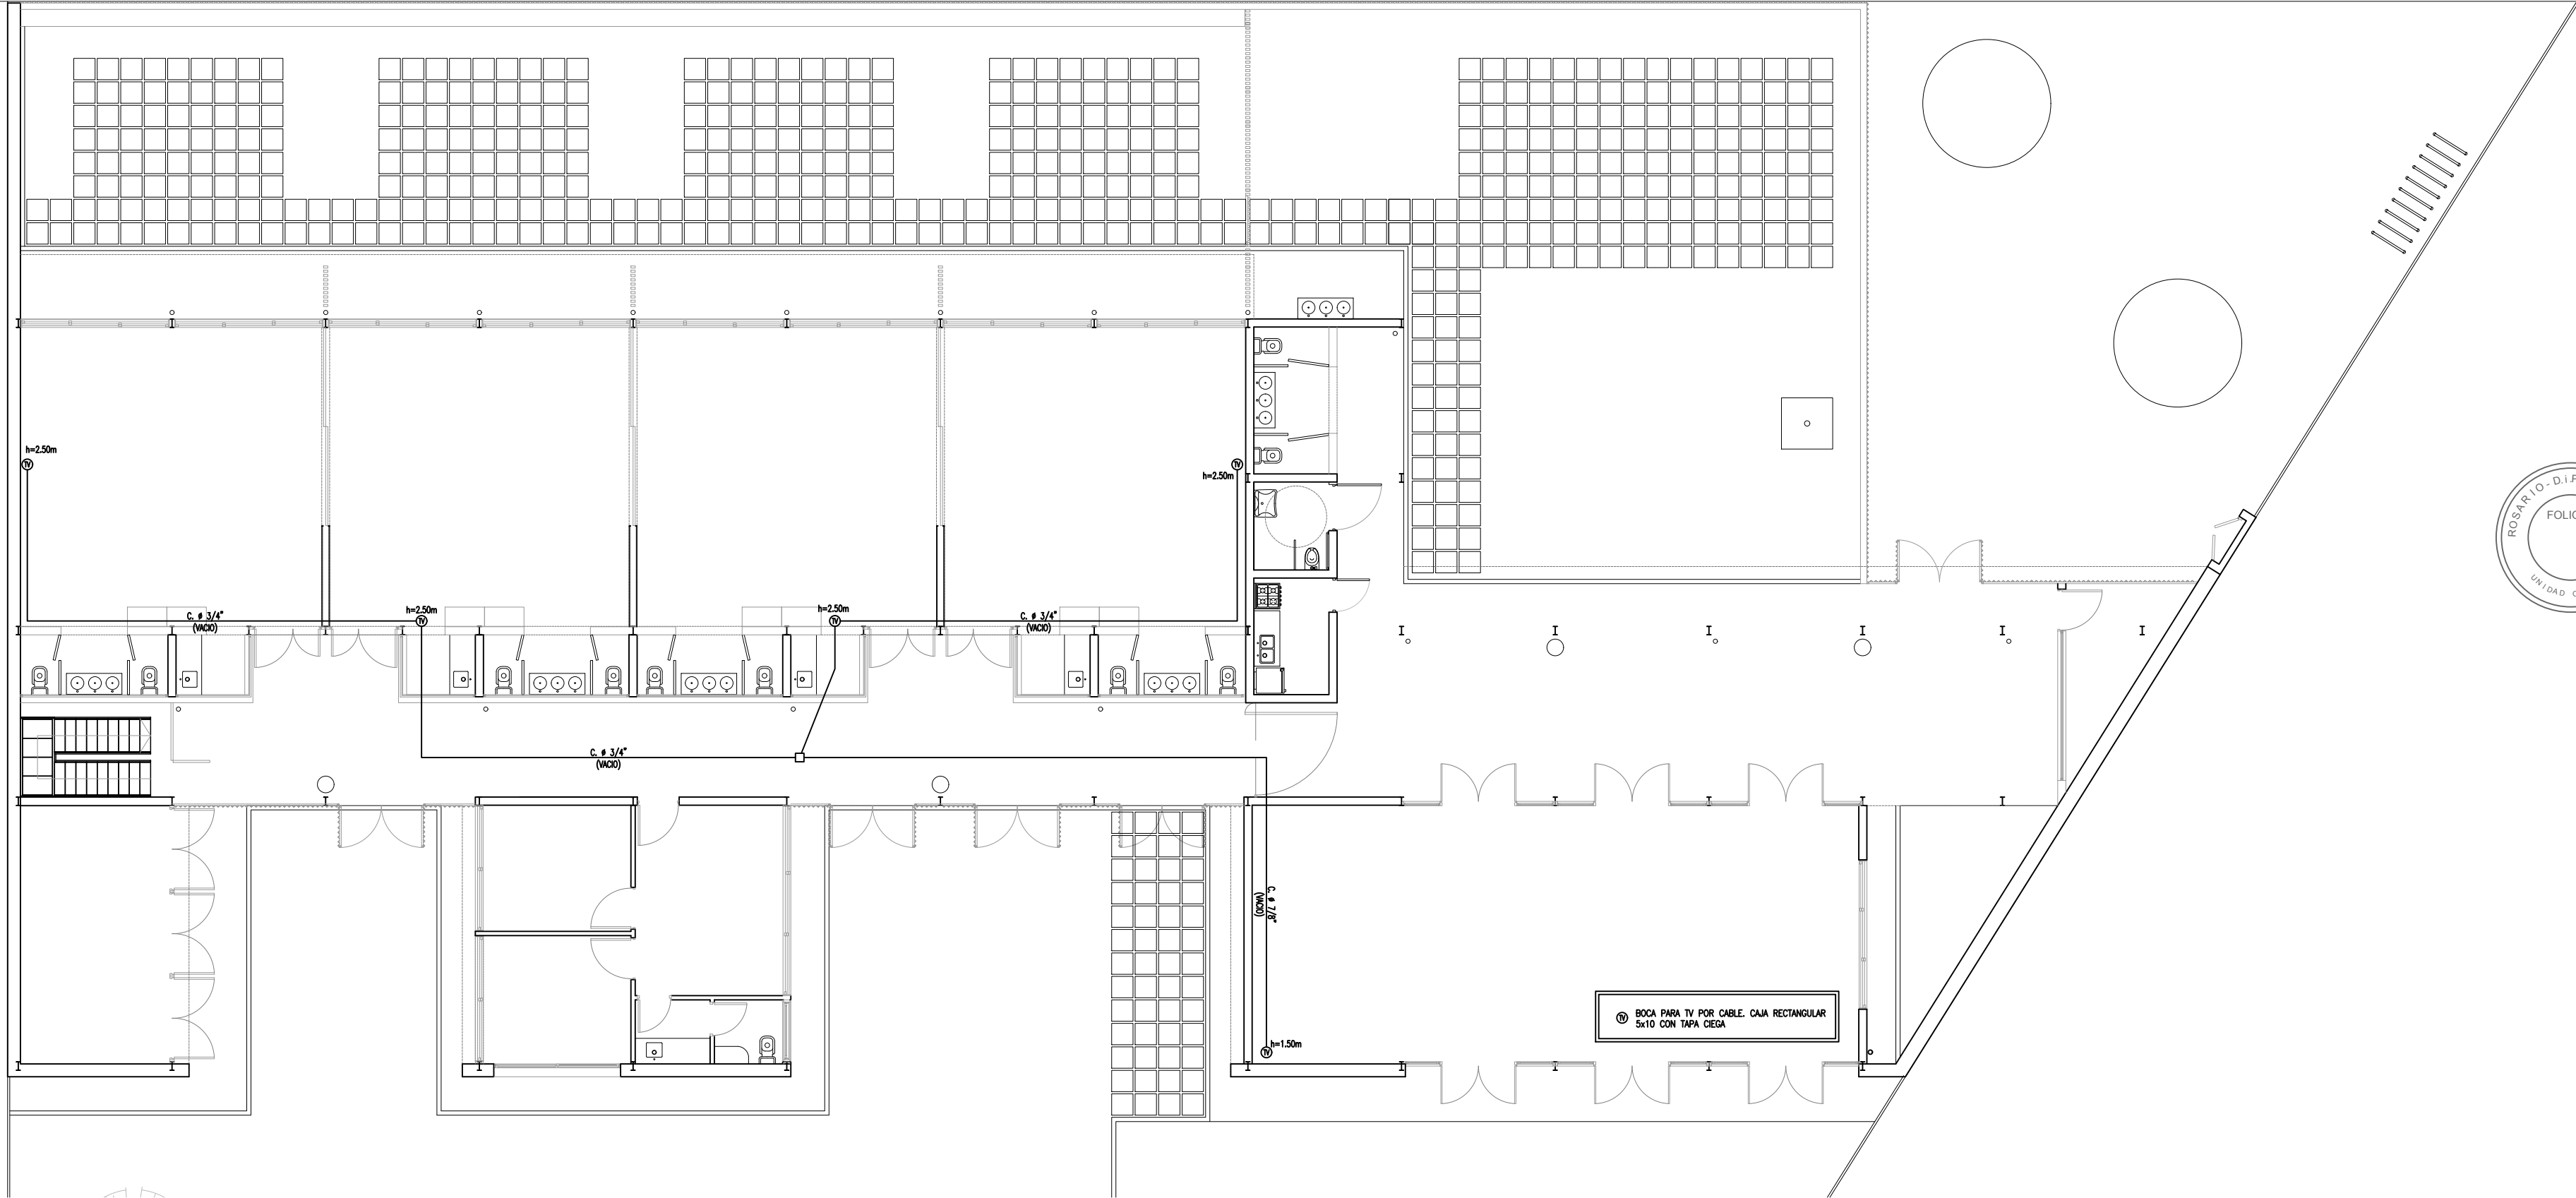 ROSARIO-D.i.P
FOLIO
UNIDAD
h=2.50m
TV
TV
h=2.50m
C. ø 3/4"
(VACIO)
h=2.50m
TV
h=2.50m
TV
C. ø 3/4"
(VACIO)
C. ø 3/4"
(VACIO)
C. ø 7/8"
(VACIO)
TV BOCA PARA TV POR CABLE. CAJA RECTANGULAR
5x10 CON TAPA CIEGA
h=1.50m
TV